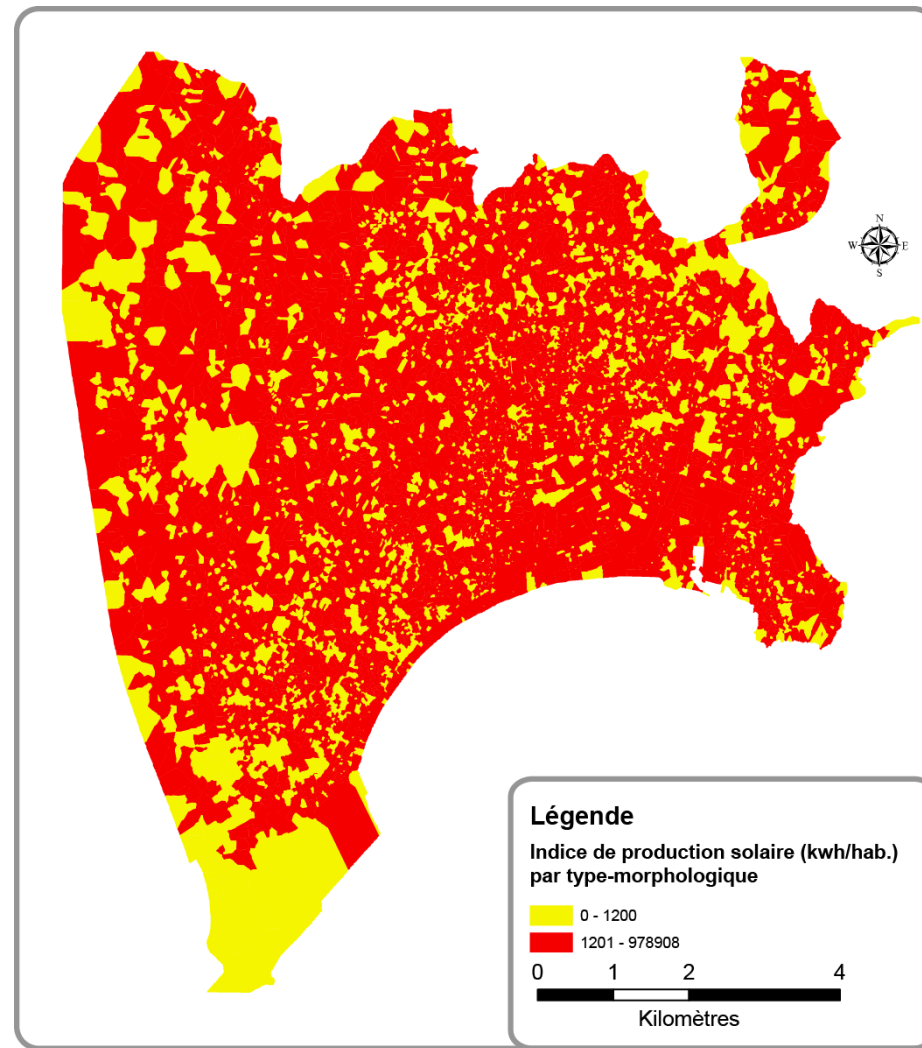 N
W E
S
Légende
Indice de production solaire (kwh/hab.)
par type-morphologique
0 - 1200
1201 - 978908
0 1 2 4
Kilomètres